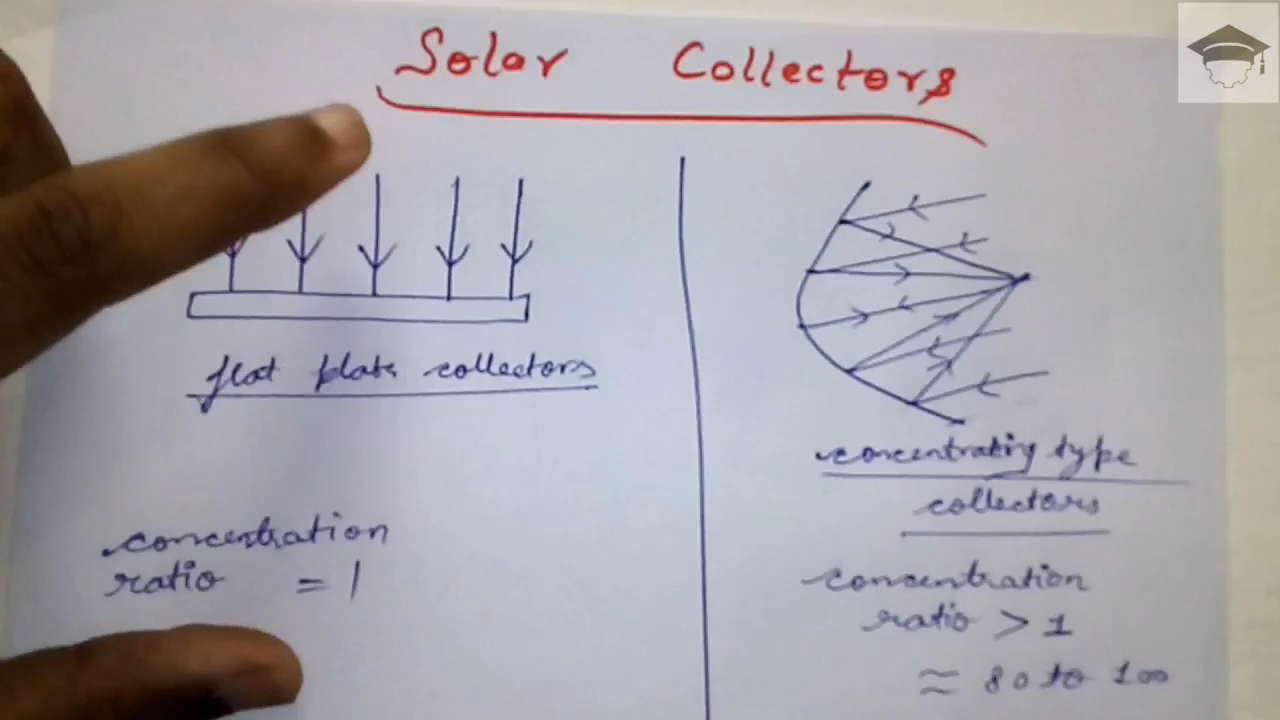 Solar Collectors
flat plate collectors
concentration
ratio = 1
concentrating type
collectors
concentration
ratio > 1
≈ 80 to 100